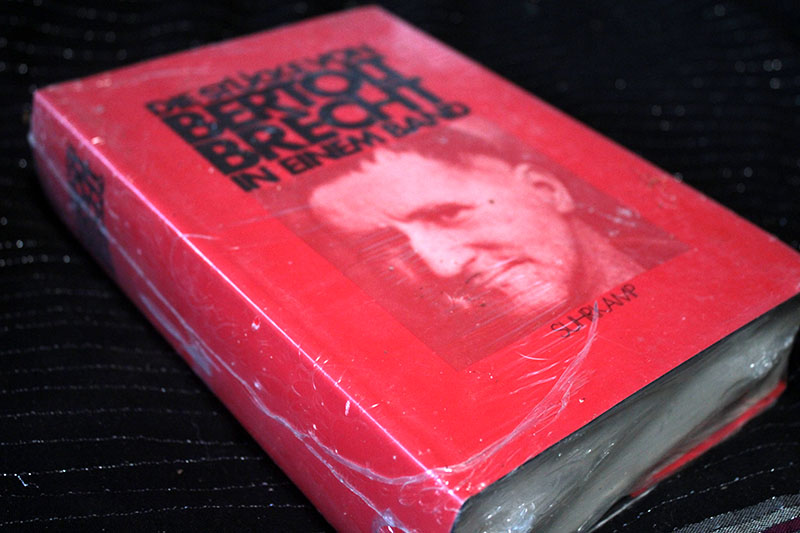 DIE STÜCKE VON
BERTOLT
BRECHT
IN EINEM BAND
SUHRKAMP